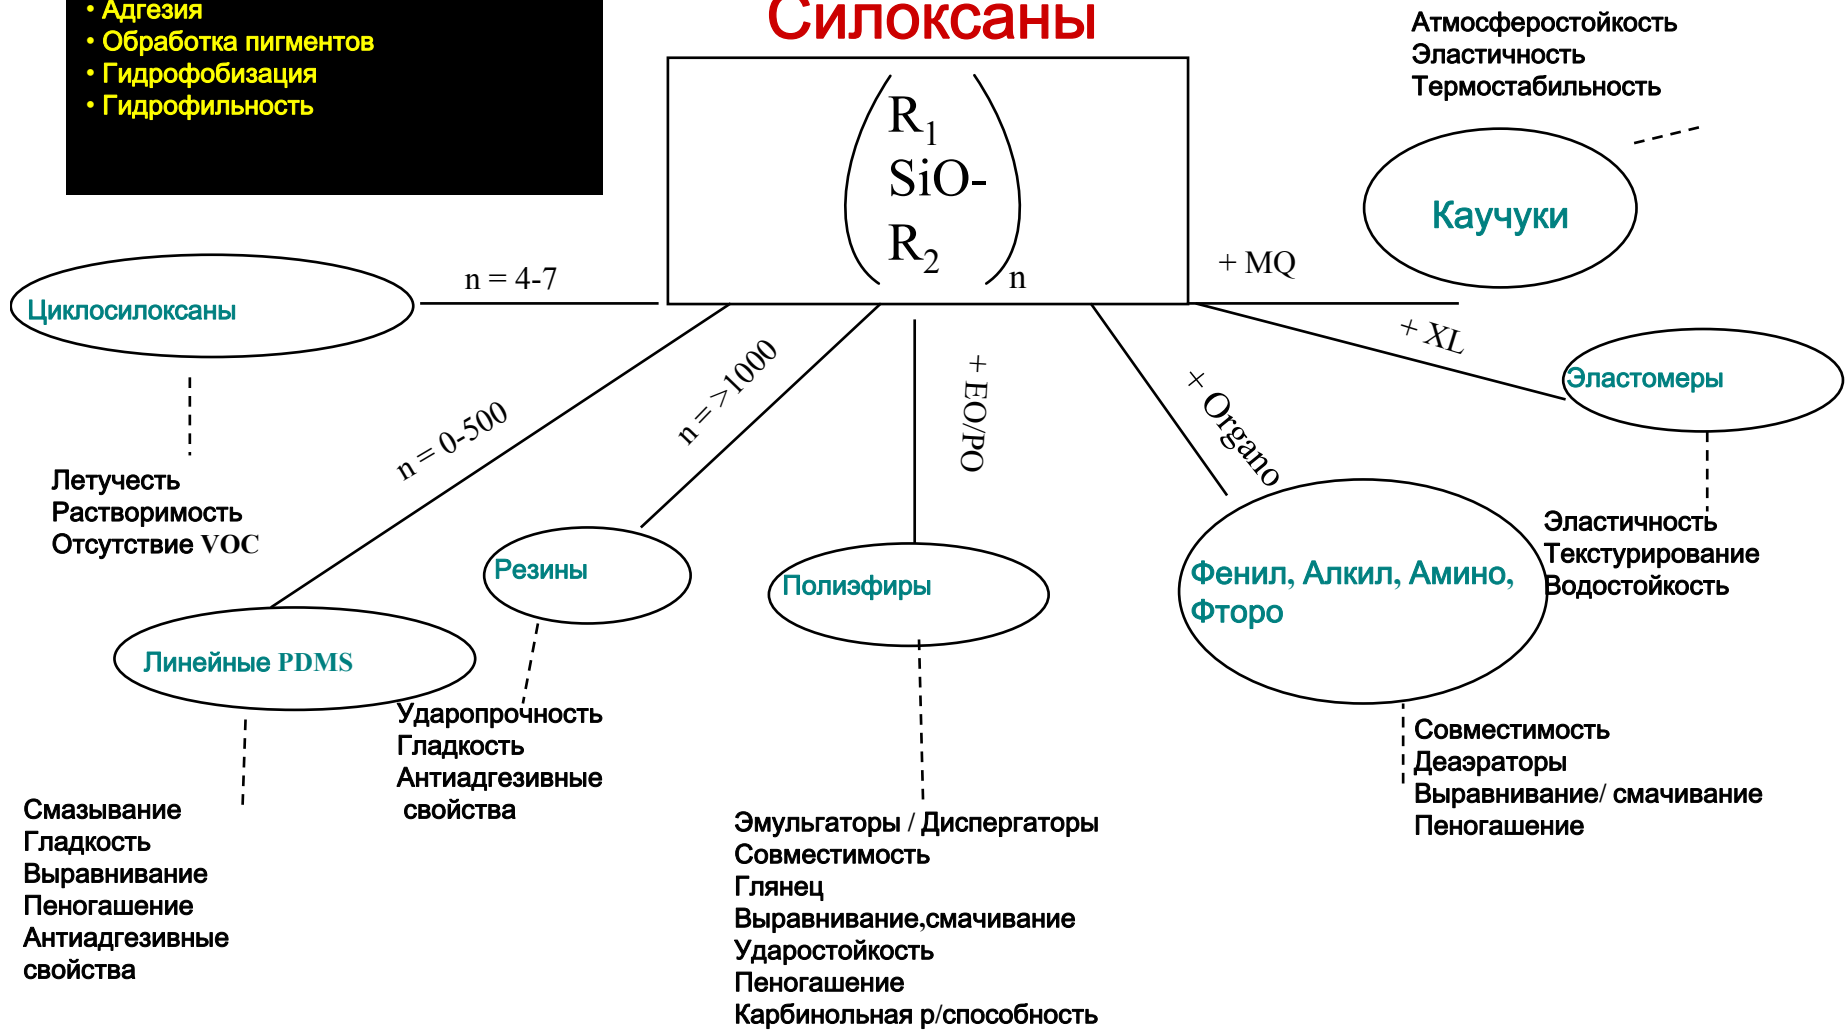 • Адгезия
• Обработка пигментов
• Гидрофобизация
• Гидрофильность
Силоксаны
R1
SiO-
R2
n
Атмосферостойкость
Эластичность
Термостабильность
Каучуки
+ MQ
n = 4-7
Циклосилоксаны
Летучесть
Растворимость
Отсутствие VOC
n = 0-500
Линейные PDMS
Смазывание
Гладкость
Выравнивание
Пеногашение
Антиадгезивные
свойства
n = >1000
Резины
Ударопрочность
Гладкость
Антиадгезивные
свойства
+ EO/PO
Полиэфиры
Эмульгаторы / Диспергаторы
Совместимость
Глянец
Выравнивание,смачивание
Ударостойкость
Пеногашение
Карбинольная р/способность
+ Organo
Фенил, Алкил, Амино,
Фторо
Совместимость
Деаэраторы
Выравнивание/ смачивание
Пеногашение
+ XL
Эластомеры
Эластичность
Текстурирование
Водостойкость